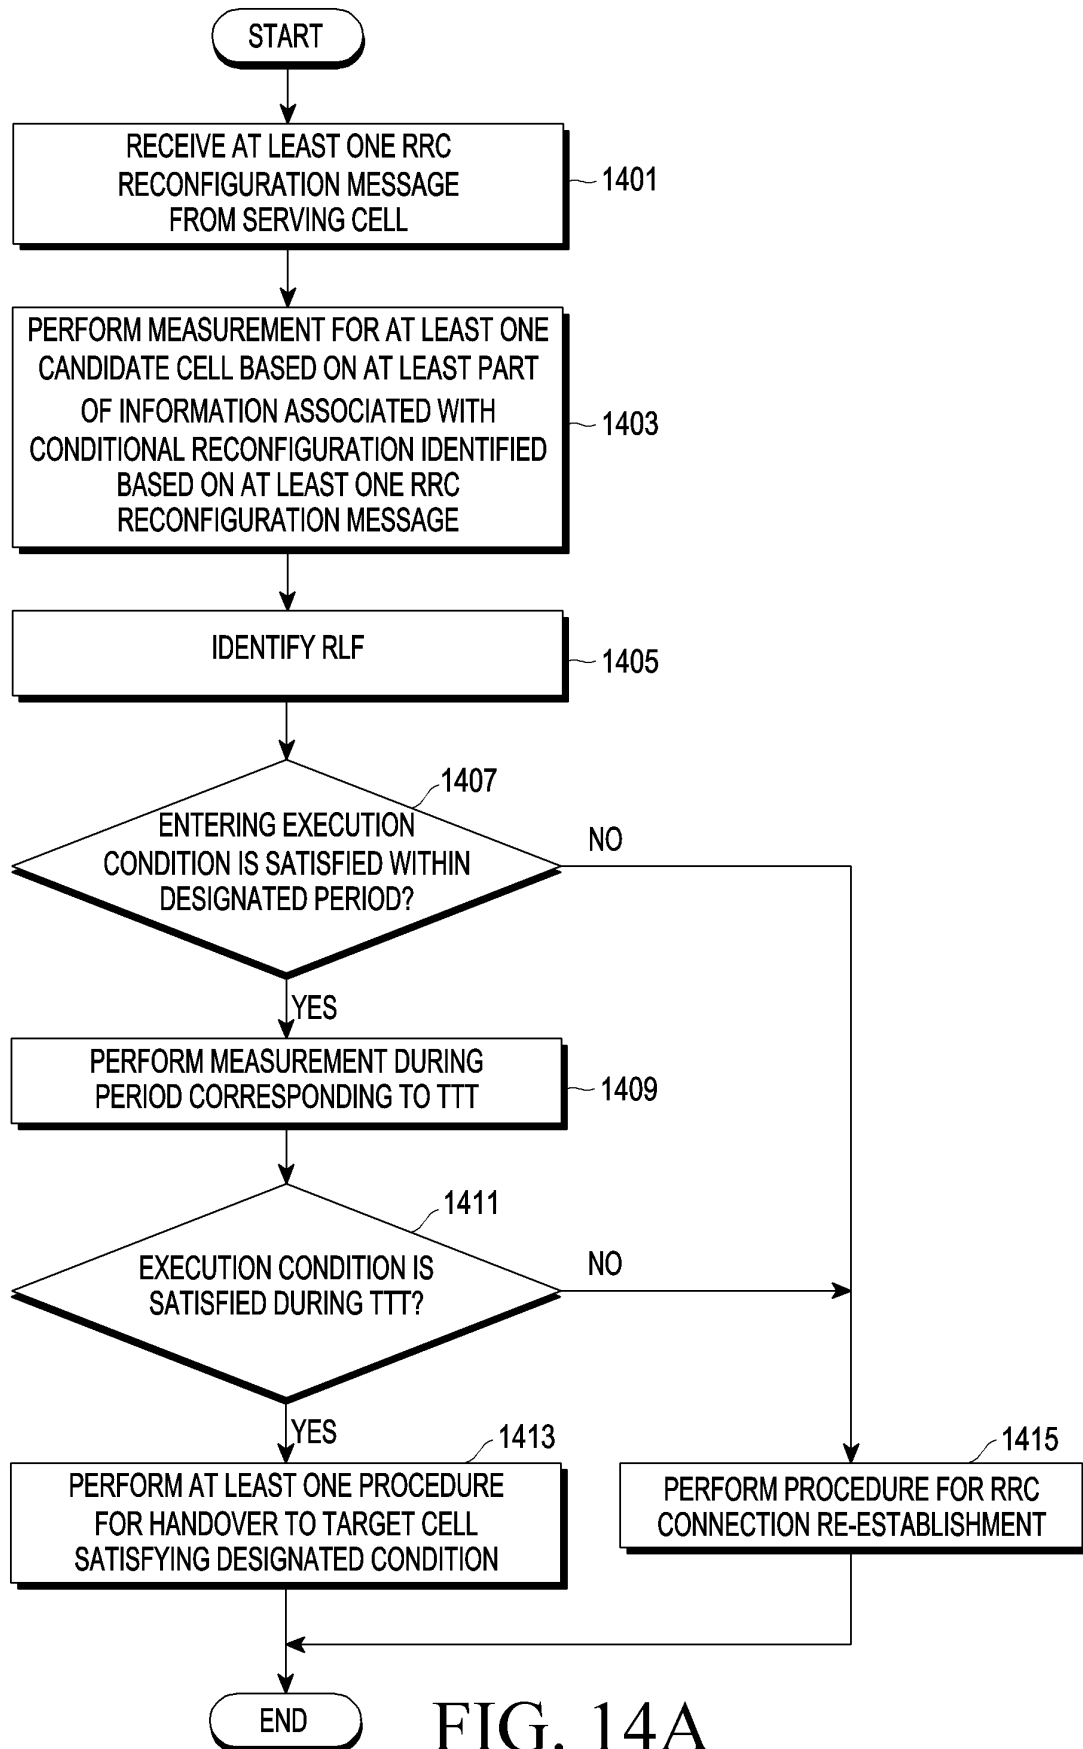 START
RECEIVE AT LEAST ONE RRC
RECONFIGURATION MESSAGE
FROM SERVING CELL
1401
PERFORM MEASUREMENT FOR AT LEAST ONE
CANDIDATE CELL BASED ON AT LEAST PART
OF INFORMATION ASSOCIATED WITH
CONDITIONAL RECONFIGURATION IDENTIFIED
BASED ON AT LEAST ONE RRC
RECONFIGURATION MESSAGE
1403
IDENTIFY RLF
1405
1407
ENTERING EXECUTION
CONDITION IS SATISFIED WITHIN
DESIGNATED PERIOD?
NO
YES
PERFORM MEASUREMENT DURING
PERIOD CORRESPONDING TO TTT
1409
1411
EXECUTION CONDITION IS
SATISFIED DURING TTT?
NO
YES
1413
PERFORM AT LEAST ONE PROCEDURE
FOR HANDOVER TO TARGET CELL
SATISFYING DESIGNATED CONDITION
1415
PERFORM PROCEDURE FOR RRC
CONNECTION RE-ESTABLISHMENT
END
FIG. 14A